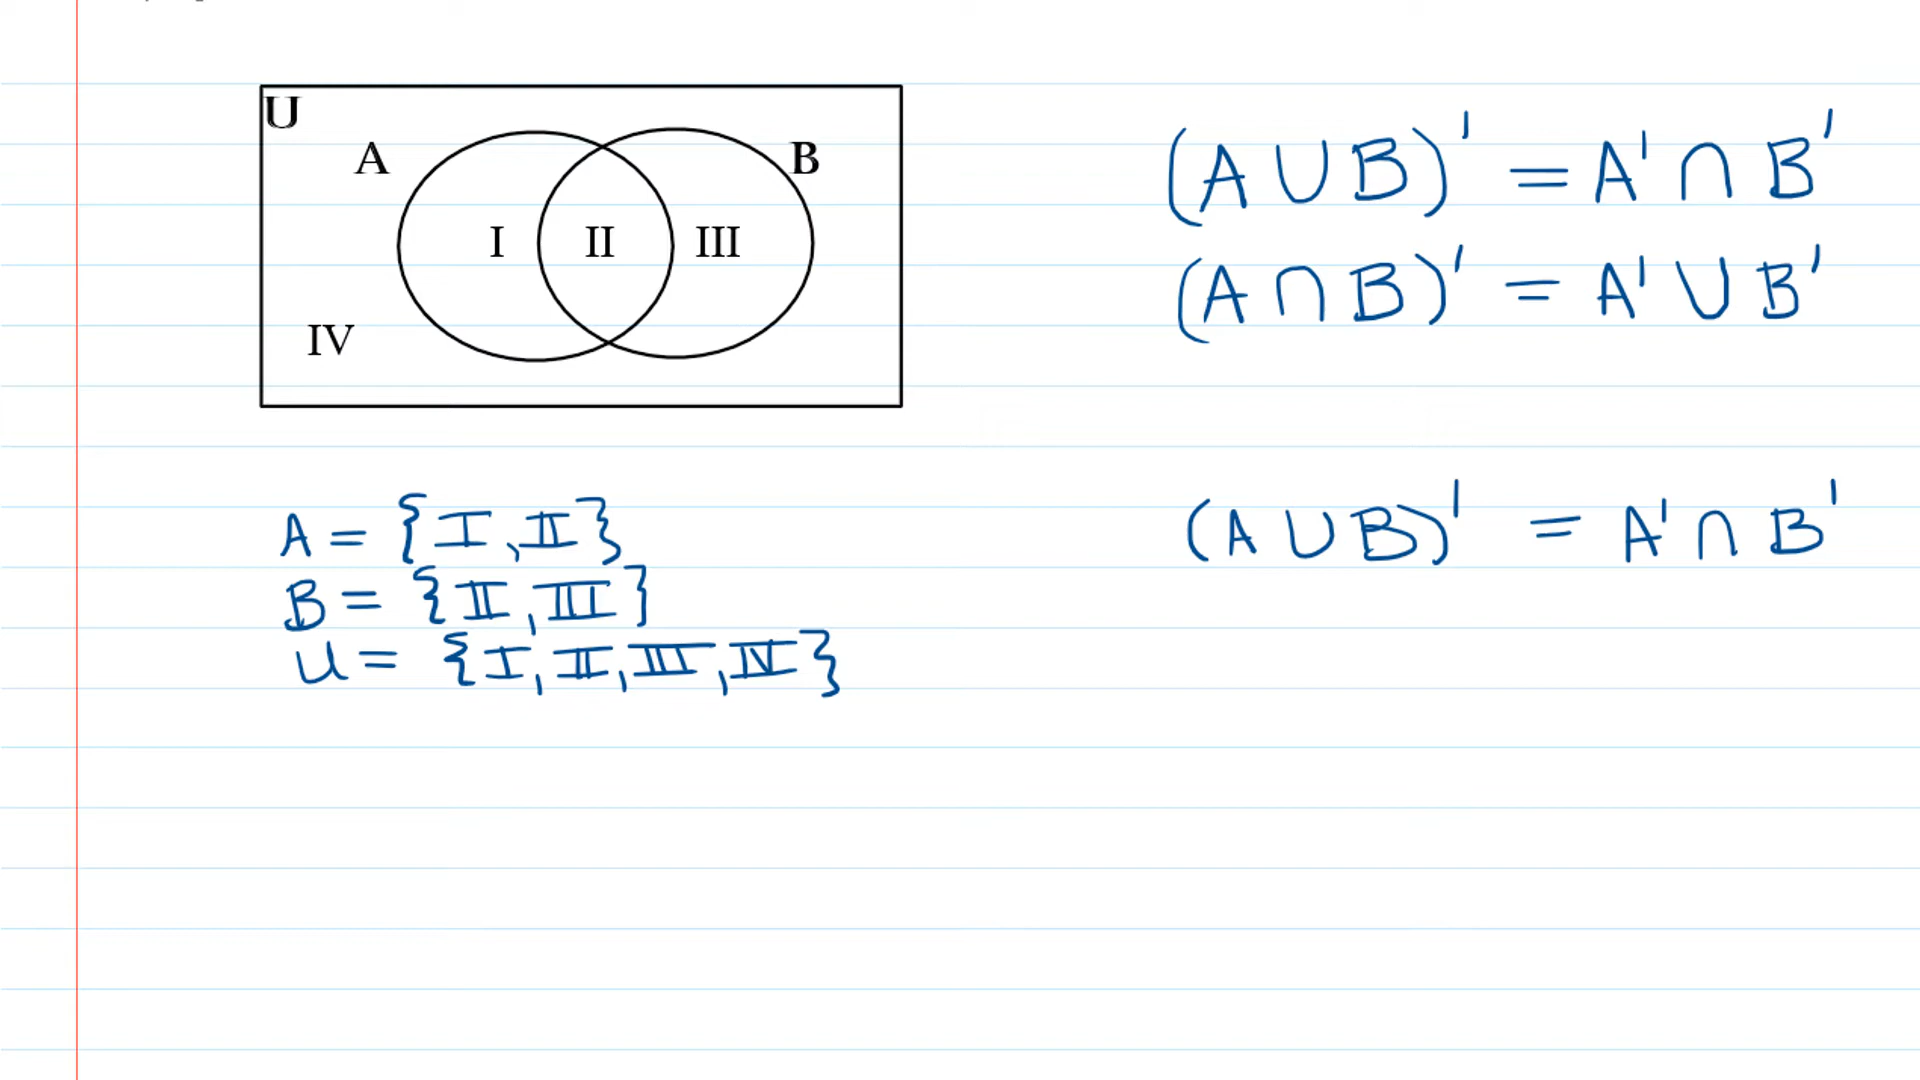 U
A
B
I II III
IV
(A ∪ B)' = A' ∩ B'
(A ∩ B)' = A' ∪ B'
A = {I, II}
B = {II, III}
U = {I, II, III, IV}
(A ∪ B)' = A' ∩ B'